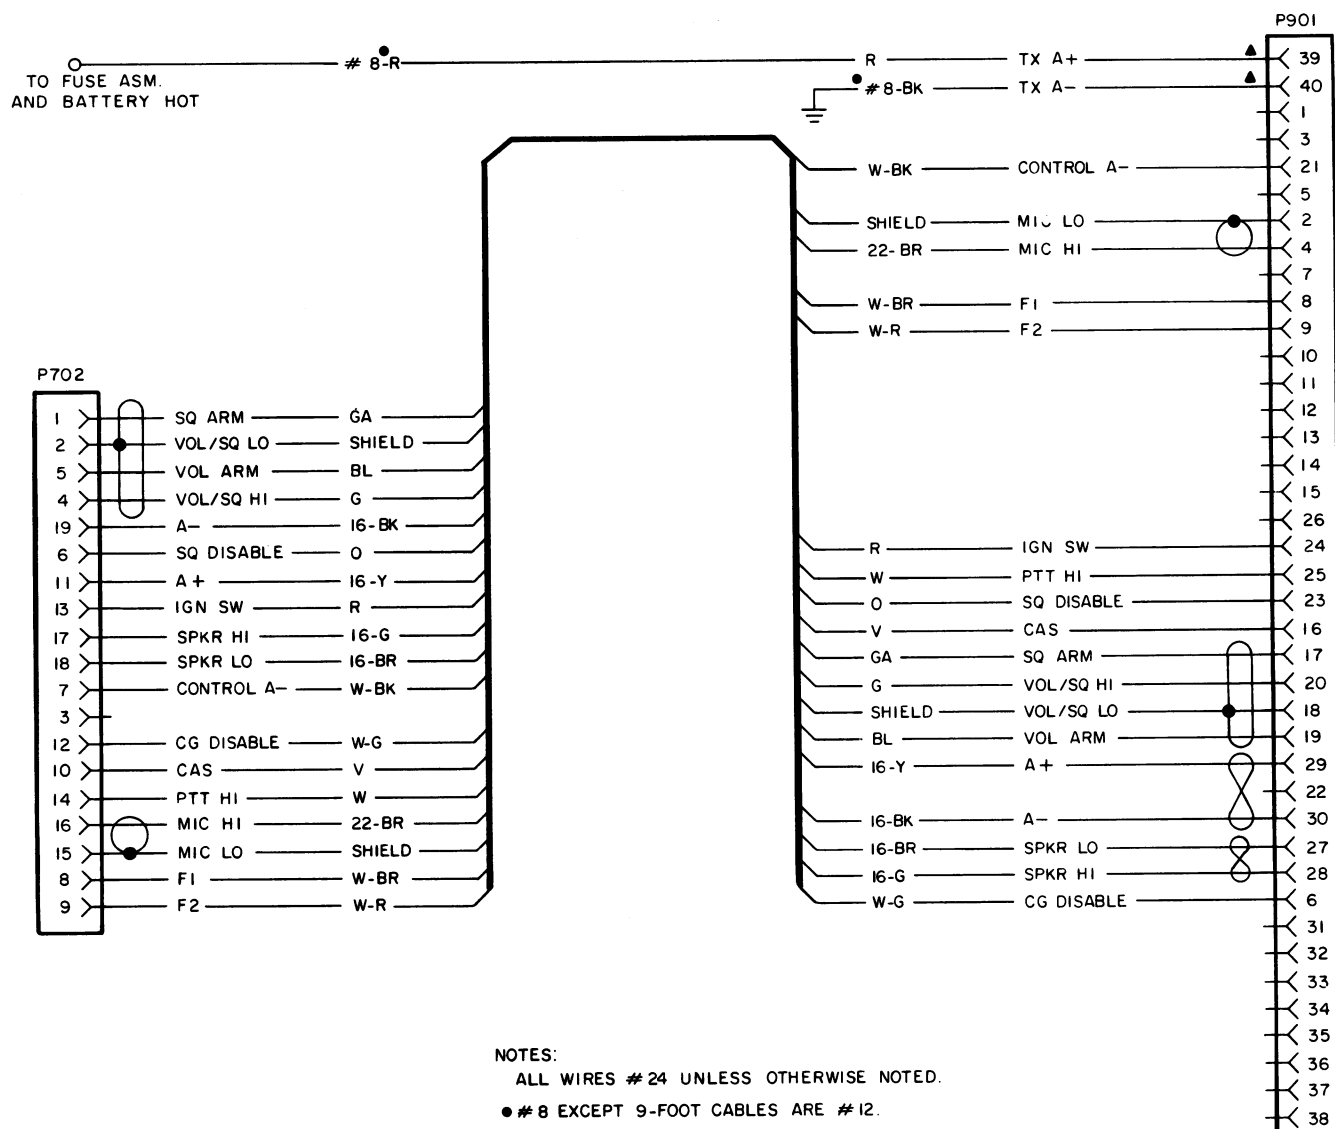 P901
# 8-R R TX A+ 39
TO FUSE ASM.
AND BATTERY HOT
#8-BK TX A- 40
1
3
W-BK CONTROL A- 21
5
SHIELD MIC LO 2
22-BR MIC HI 4
7
W-BR F1 8
W-R F2 9
10
11
12
13
14
15
26
R IGN SW 24
W PTT HI 25
O SQ DISABLE 23
V CAS 16
GA SQ ARM 17
G VOL/SQ HI 20
SHIELD VOL/SQ LO 18
BL VOL ARM 19
16-Y A+ 29
22
16-BK A- 30
16-BR SPKR LO 27
16-G SPKR HI 28
W-G CG DISABLE 6
31
32
33
34
35
36
37
38
P702
1 SQ ARM GA
2 VOL/SQ LO SHIELD
5 VOL ARM BL
4 VOL/SQ HI G
19 A- 16-BK
6 SQ DISABLE O
11 A+ 16-Y
13 IGN SW R
17 SPKR HI 16-G
18 SPKR LO 16-BR
7 CONTROL A- W-BK
3
12 CG DISABLE W-G
10 CAS V
14 PTT HI W
16 MIC HI 22-BR
15 MIC LO SHIELD
8 F1 W-BR
9 F2 W-R
NOTES:
ALL WIRES #24 UNLESS OTHERWISE NOTED.
● #8 EXCEPT 9-FOOT CABLES ARE #12.